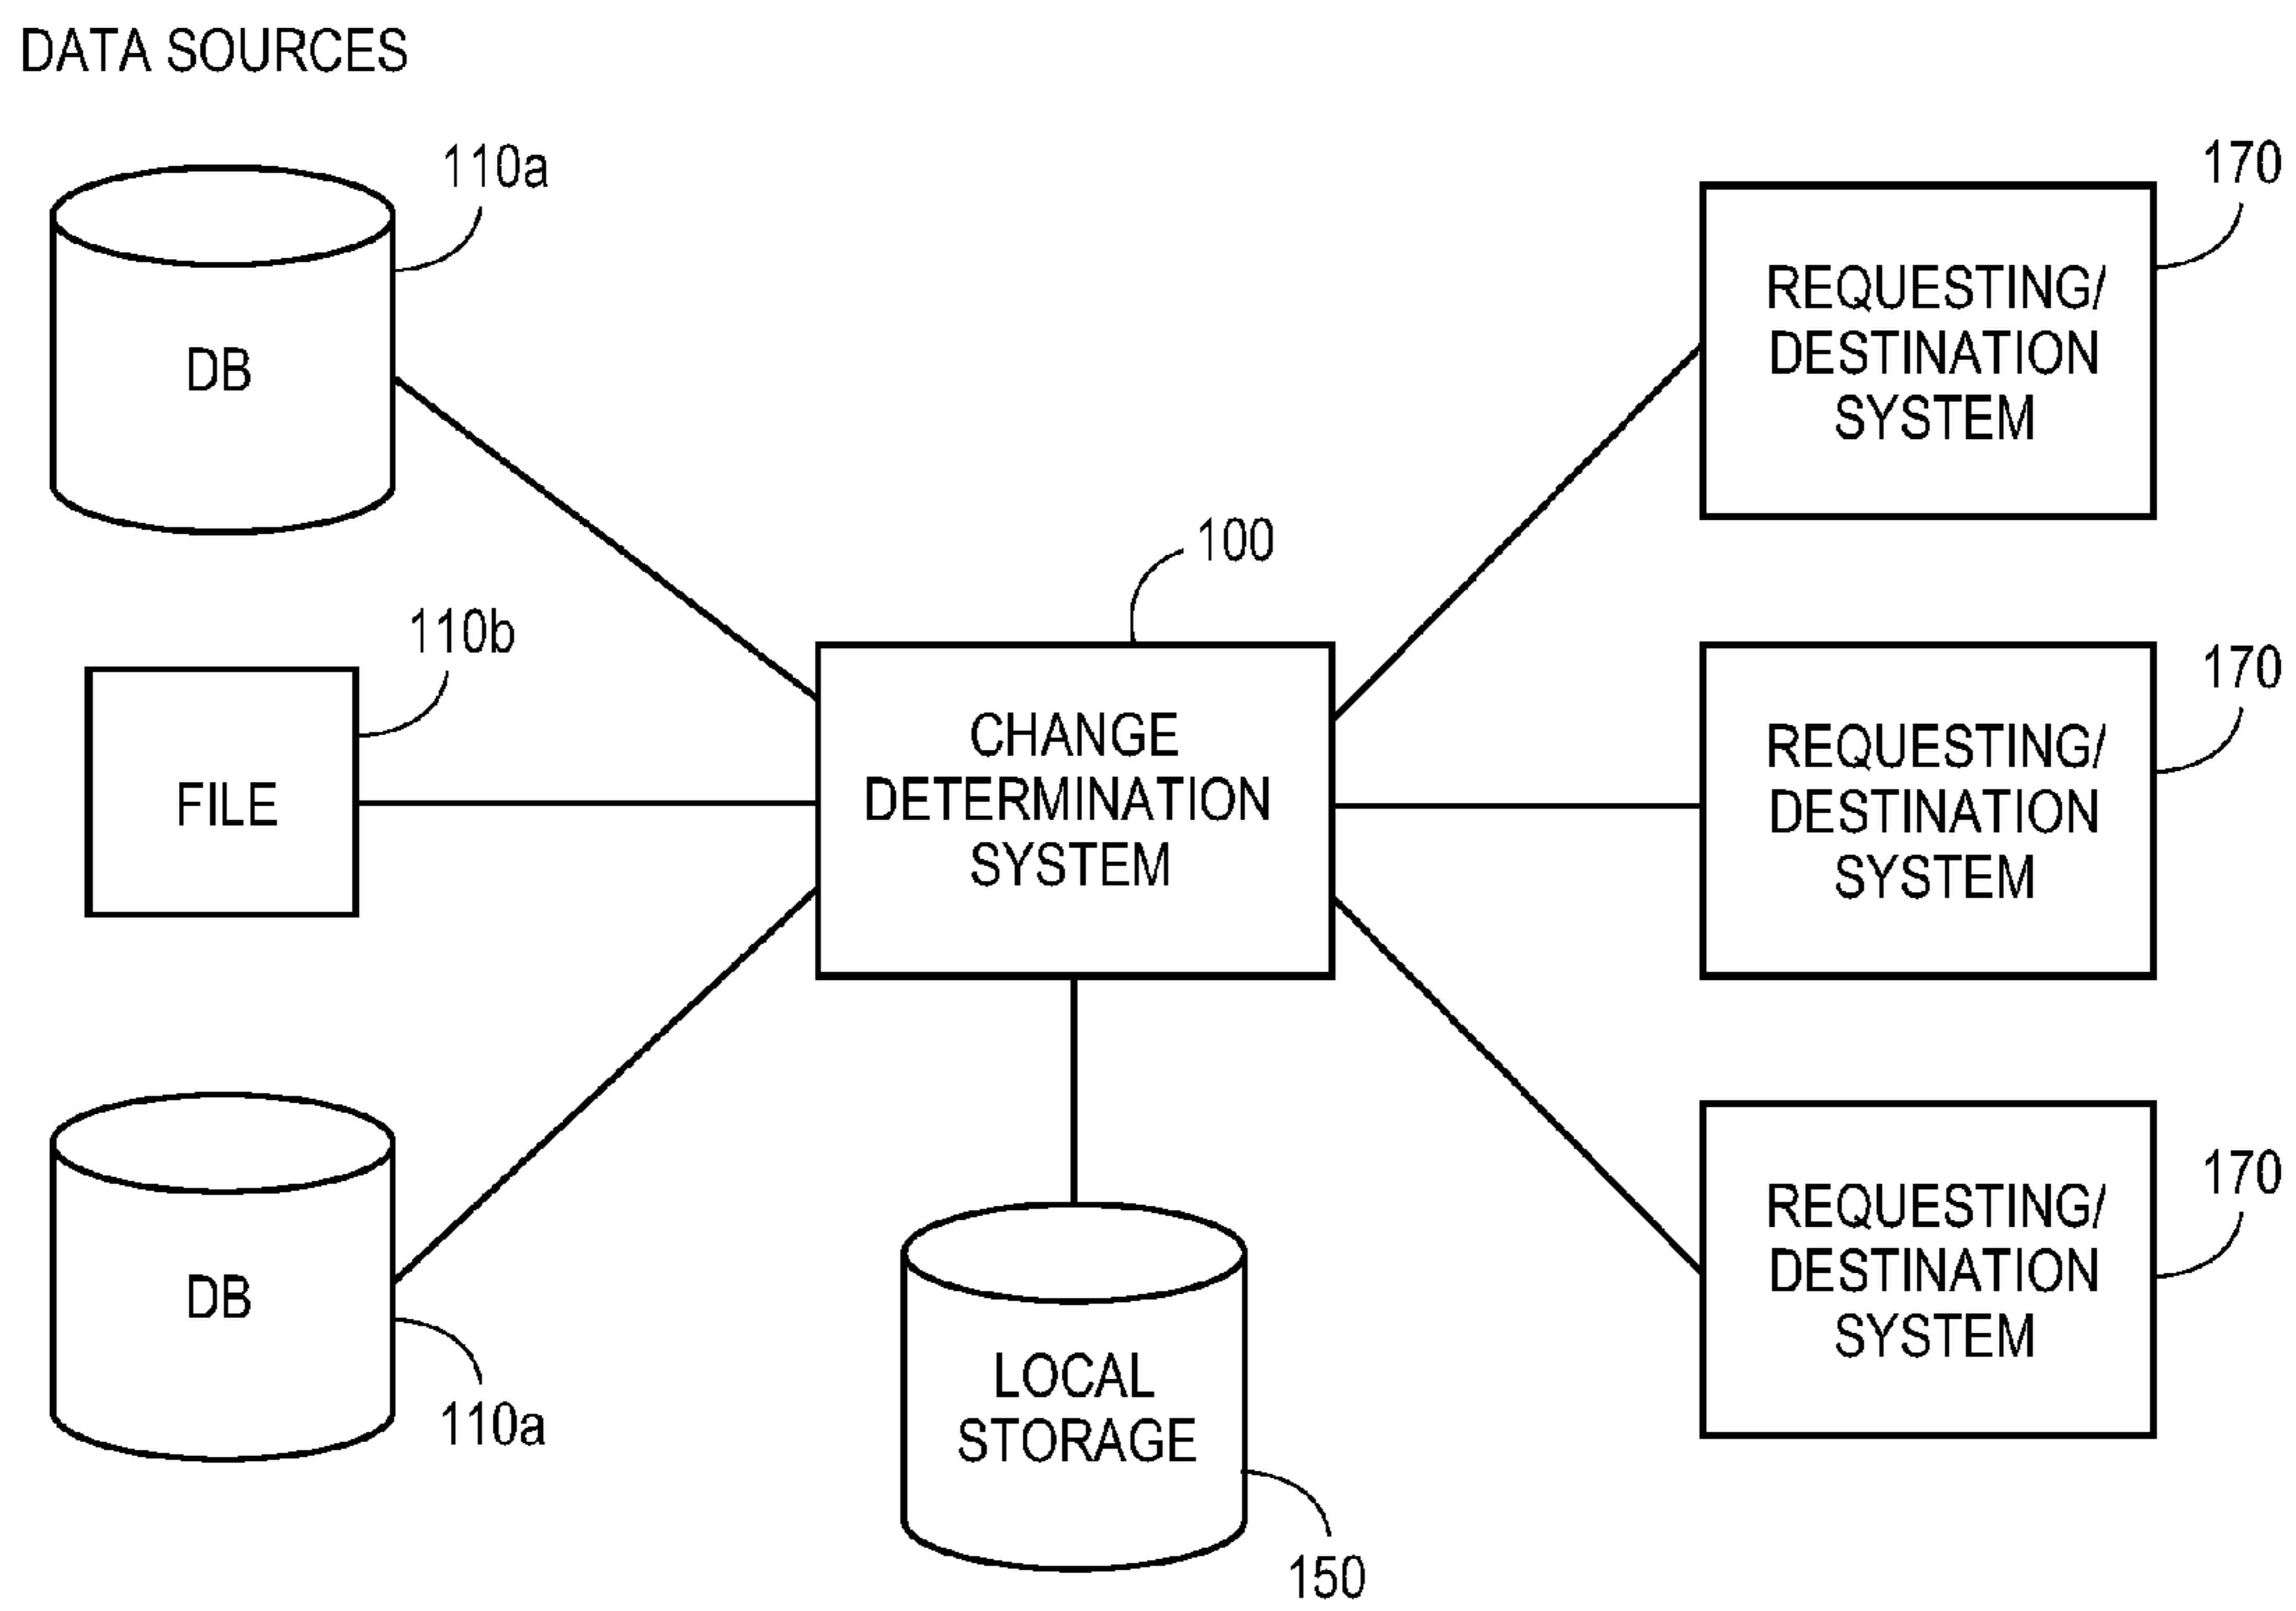 DATA SOURCES
110a
DB
110b
FILE
DB
110a
100
CHANGE
DETERMINATION
SYSTEM
LOCAL
STORAGE
150
170
REQUESTING/
DESTINATION
SYSTEM
170
REQUESTING/
DESTINATION
SYSTEM
170
REQUESTING/
DESTINATION
SYSTEM